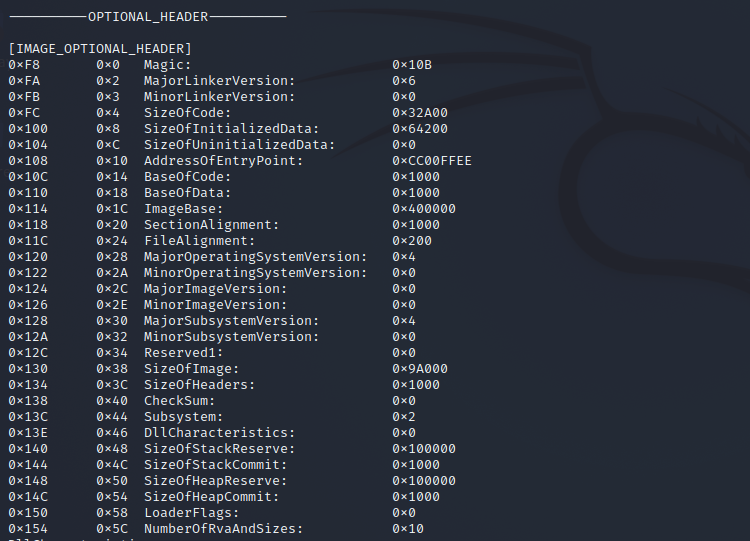 ----------OPTIONAL_HEADER----------
[IMAGE_OPTIONAL_HEADER]
0×F8 0×0 Magic: 0×10B
0×FA 0×2 MajorLinkerVersion: 0×6
0×FB 0×3 MinorLinkerVersion: 0×0
0×FC 0×4 SizeOfCode: 0×32A00
0×100 0×8 SizeOfInitializedData: 0×64200
0×104 0×C SizeOfUninitializedData: 0×0
0×108 0×10 AddressOfEntryPoint: 0×CC00FFEE
0×10C 0×14 BaseOfCode: 0×1000
0×110 0×18 BaseOfData: 0×1000
0×114 0×1C ImageBase: 0×400000
0×118 0×20 SectionAlignment: 0×1000
0×11C 0×24 FileAlignment: 0×200
0×120 0×28 MajorOperatingSystemVersion: 0×4
0×122 0×2A MinorOperatingSystemVersion: 0×0
0×124 0×2C MajorImageVersion: 0×0
0×126 0×2E MinorImageVersion: 0×0
0×128 0×30 MajorSubsystemVersion: 0×4
0×12A 0×32 MinorSubsystemVersion: 0×0
0×12C 0×34 Reserved1: 0×0
0×130 0×38 SizeOfImage: 0×9A000
0×134 0×3C SizeOfHeaders: 0×1000
0×138 0×40 CheckSum: 0×0
0×13C 0×44 Subsystem: 0×2
0×13E 0×46 DllCharacteristics: 0×0
0×140 0×48 SizeOfStackReserve: 0×100000
0×144 0×4C SizeOfStackCommit: 0×1000
0×148 0×50 SizeOfHeapReserve: 0×100000
0×14C 0×54 SizeOfHeapCommit: 0×1000
0×150 0×58 LoaderFlags: 0×0
0×154 0×5C NumberOfRvaAndSizes: 0×10